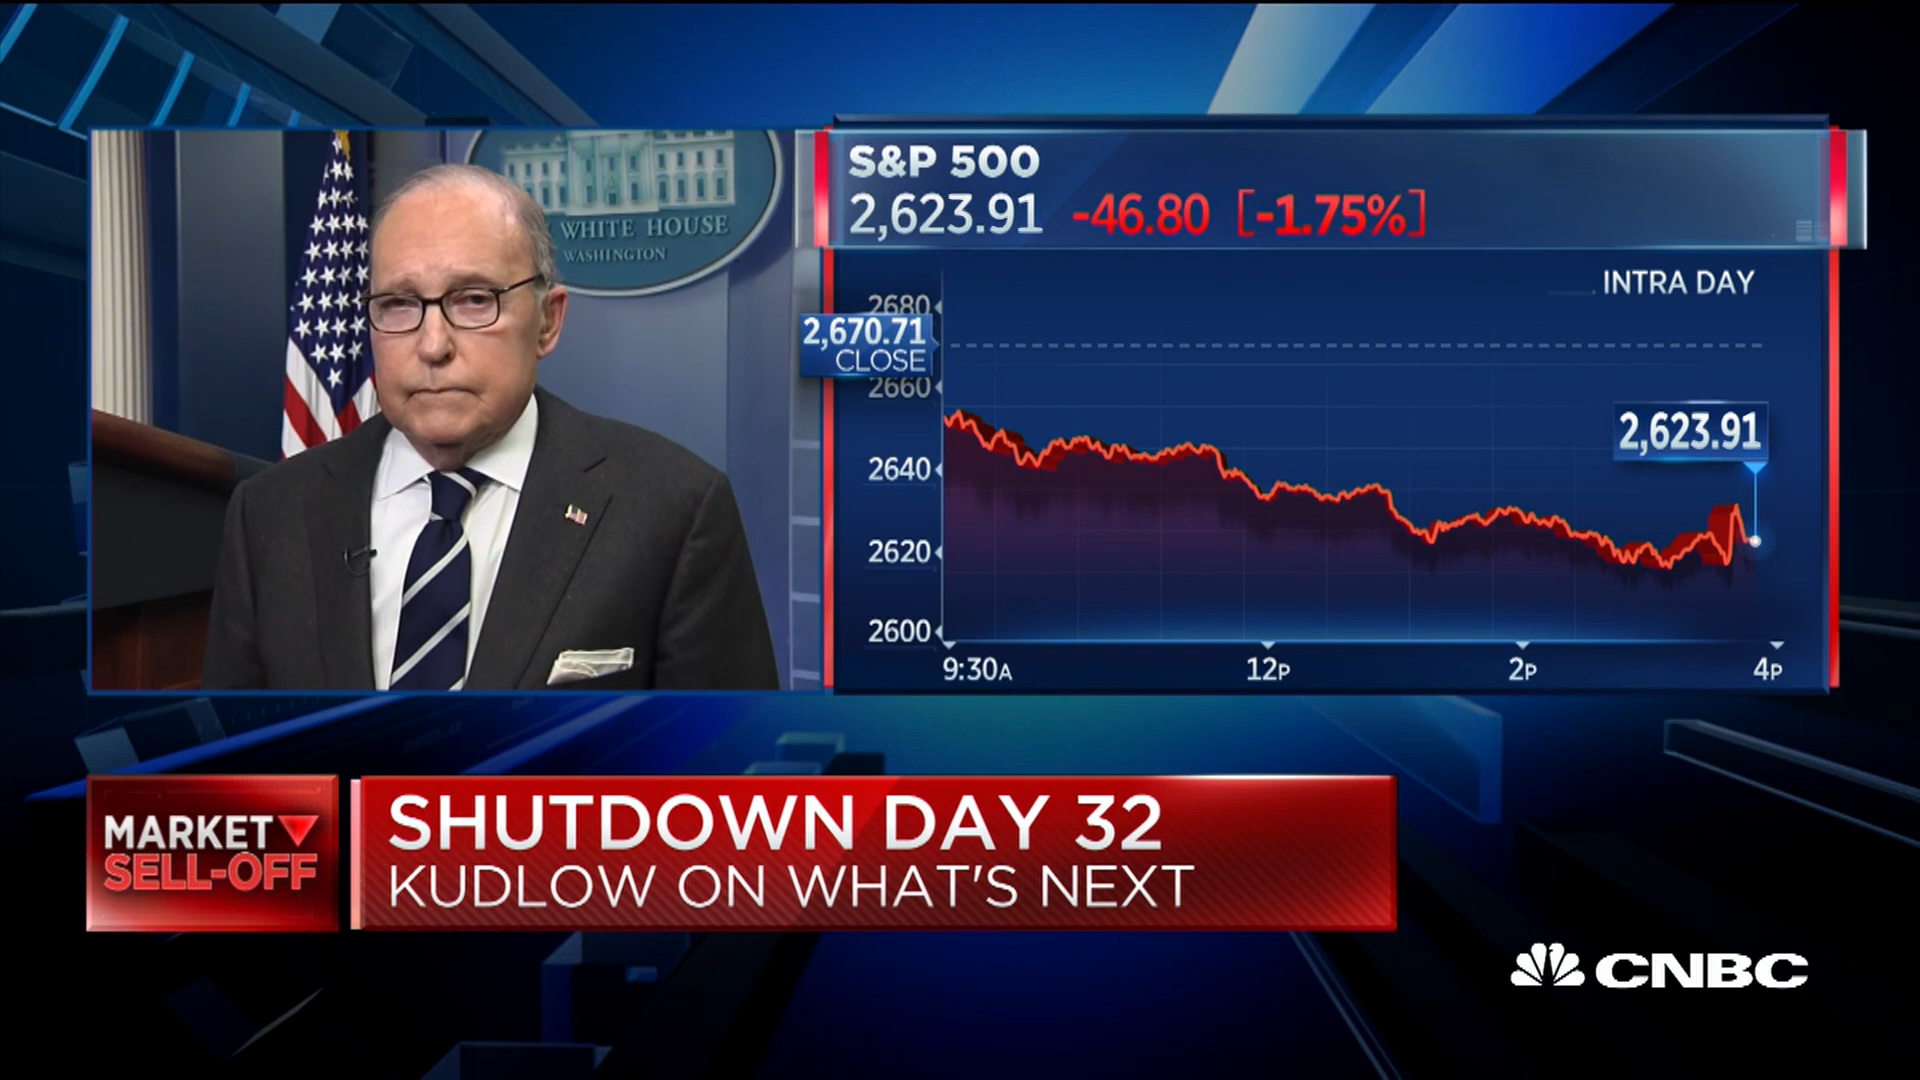 WHITE HOUSE
WASHINGTON
S&P 500
2,623.91 -46.80 [-1.75%]
INTRA DAY
2680
2,670.71
CLOSE
2660
2,623.91
2640
2620
2600
9:30A 12P 2P 4P
MARKET
SELL-OFF
SHUTDOWN DAY 32
KUDLOW ON WHAT'S NEXT
CNBC